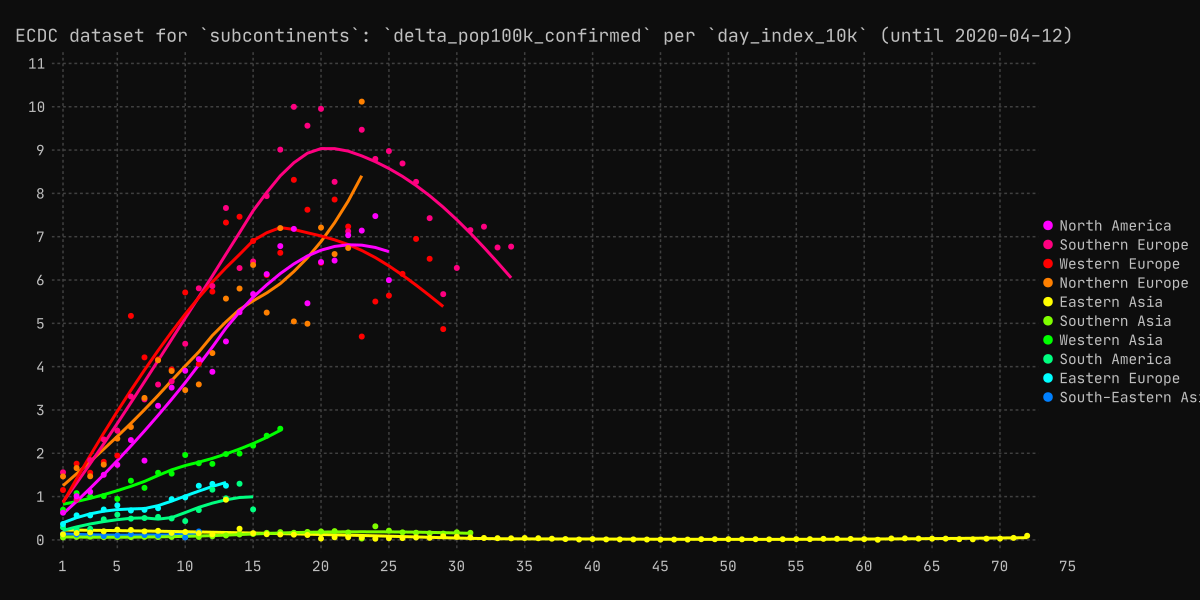 ECDC dataset for `subcontinents`: `delta_pop100k_confirmed` per `day_index_10k` (until 2020-04-12)
11
10
9
8
7
6
5
4
3
2
1
0
1 5 10 15 20 25 30 35 40 45 50 55 60 65 70 75
North America
Southern Europe
Western Europe
Northern Europe
Eastern Asia
Southern Asia
Western Asia
South America
Eastern Europe
South-Eastern Asi